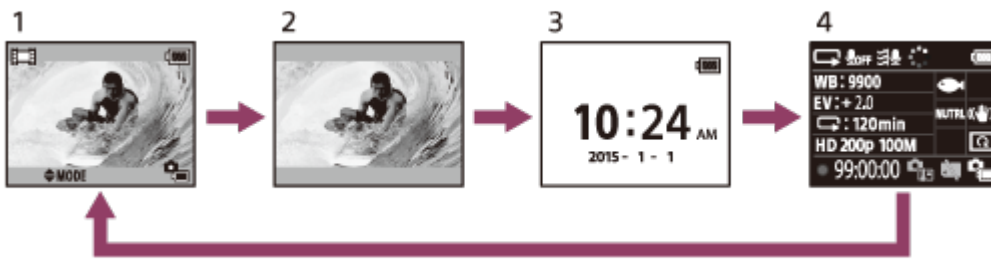 1
2
3
4
MODE
10:24 AM
2015- 1 - 1
OFF
WB:9900
EV:+2.0
NUTRL
:120min
HD 200p 100M
99:00:00